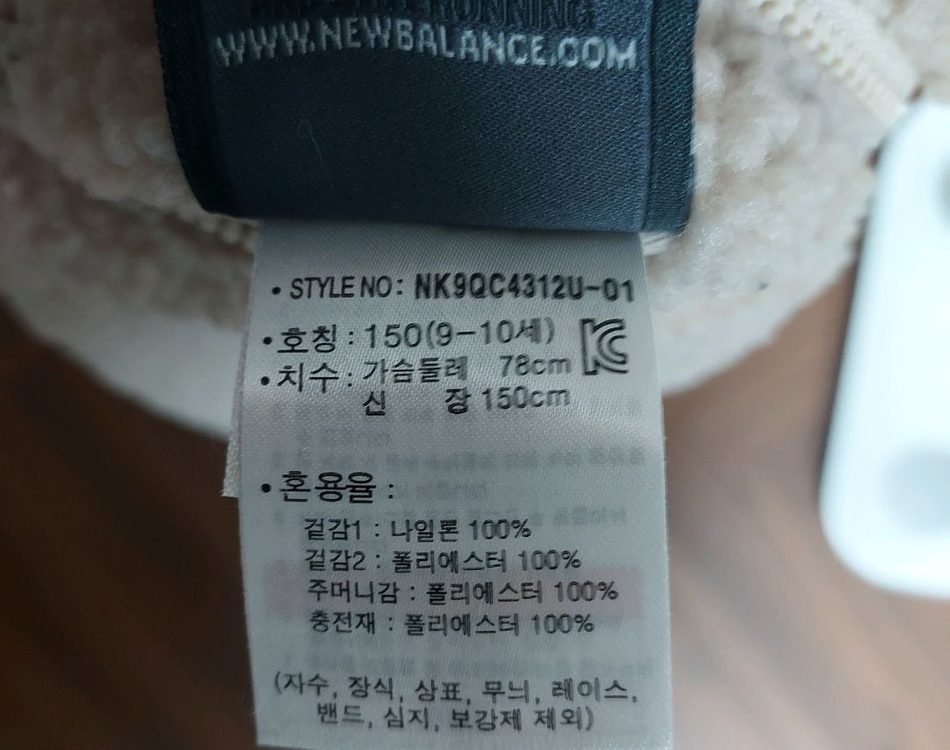 RUNNING
WWW.NEWBALANCE.COM
• STYLE NO : NK9QC4312U-01
• 호칭 : 150(9-10세)
• 치수 : 가슴둘레 78cm
신 장 150cm
• 혼용율 :
겉감1 : 나일론 100%
겉감2 : 폴리에스터 100%
주머니감 : 폴리에스터 100%
충전재 : 폴리에스터 100%
(자수, 장식, 상표, 무늬, 레이스,
밴드, 심지, 보강제 제외)